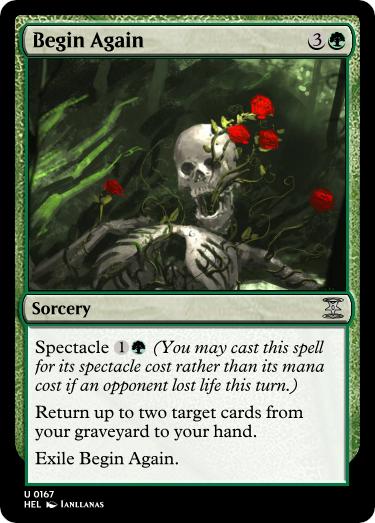 Begin Again 3
Sorcery
Spectacle 1 (You may cast this spell
for its spectacle cost rather than its mana
cost if an opponent lost life this turn.)
Return up to two target cards from
your graveyard to your hand.
Exile Begin Again.
U 0167
HEL IANLLANAS